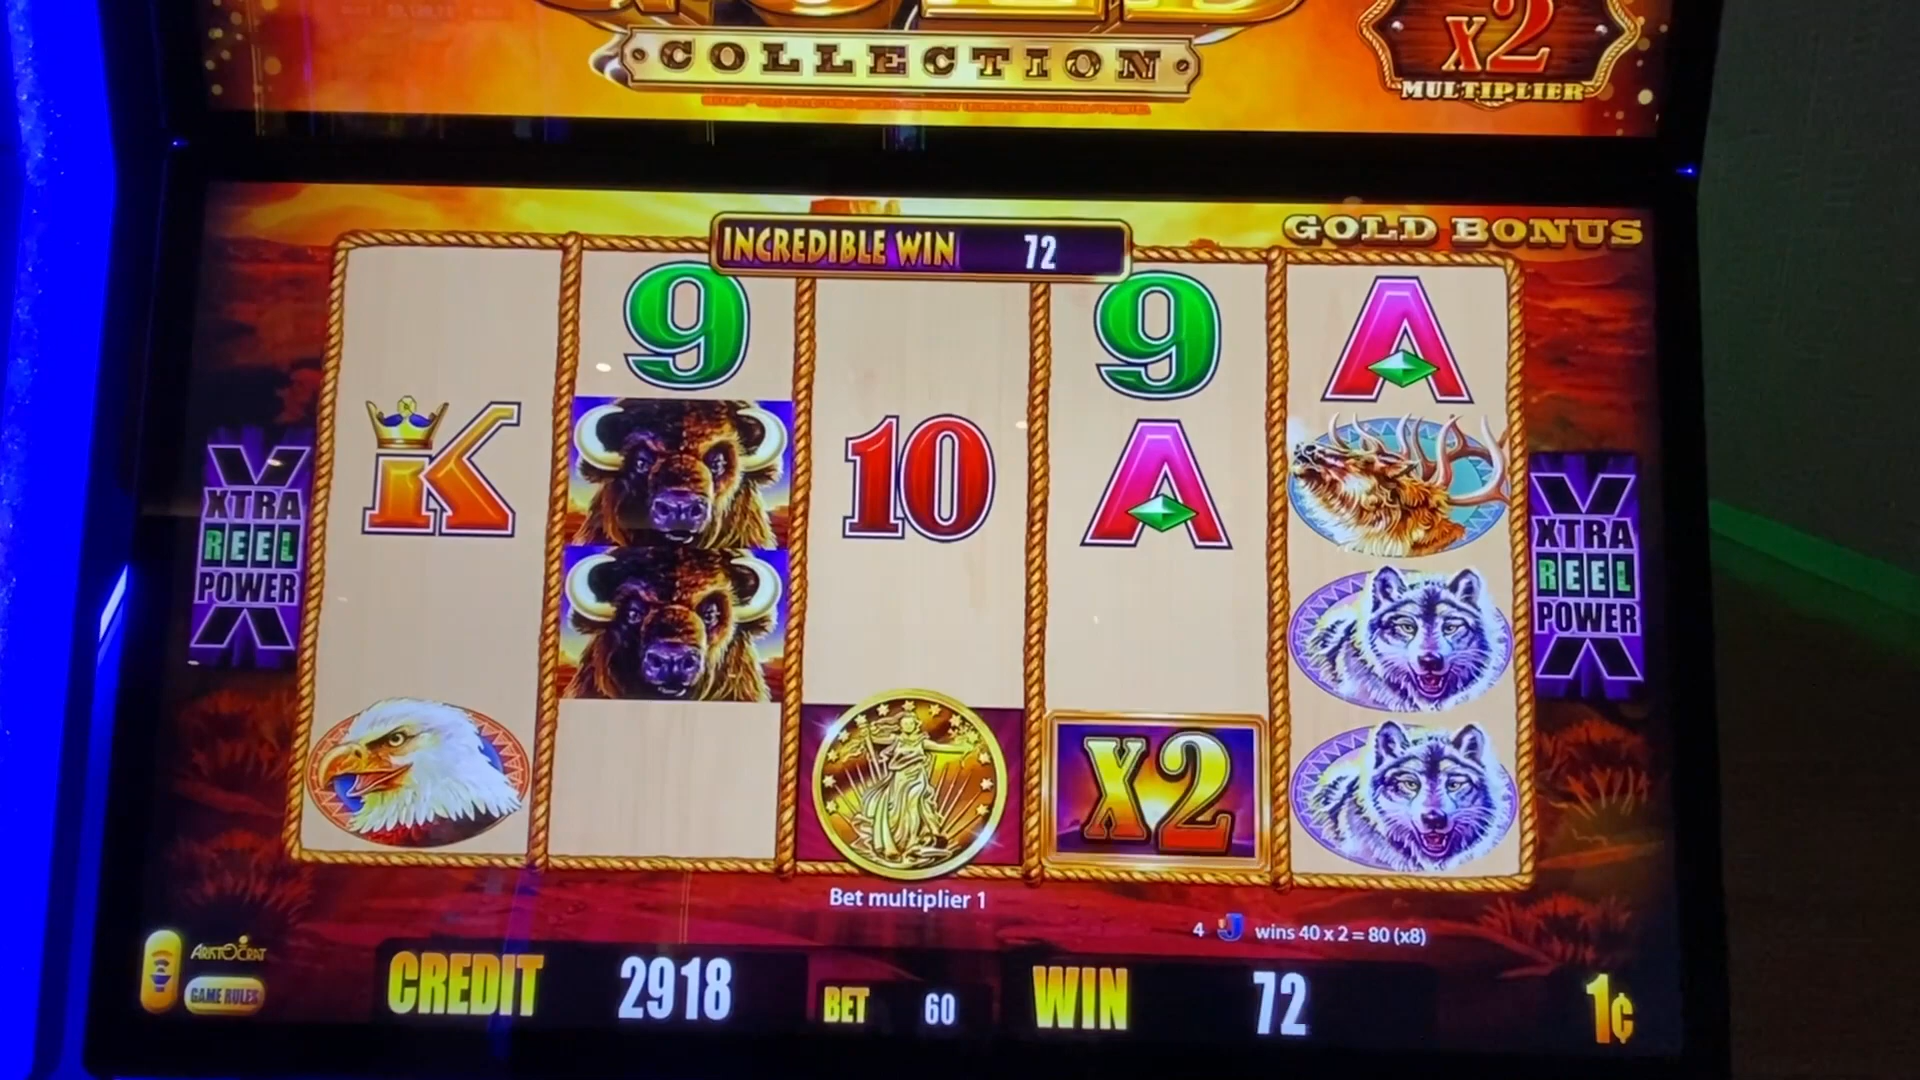 COLLECTION
X2
MULTIPLIER
GOLD BONUS
INCREDIBLE WIN 72
9
9
A
K
10
A
XTRA
REEL
POWER
XTRA
REEL
POWER
X2
Bet multiplier 1
4 J wins 40 x 2 = 80 (x8)
ARISTOCRAT
GAME RULES
CREDIT 2918
BET 60
WIN 72
1¢